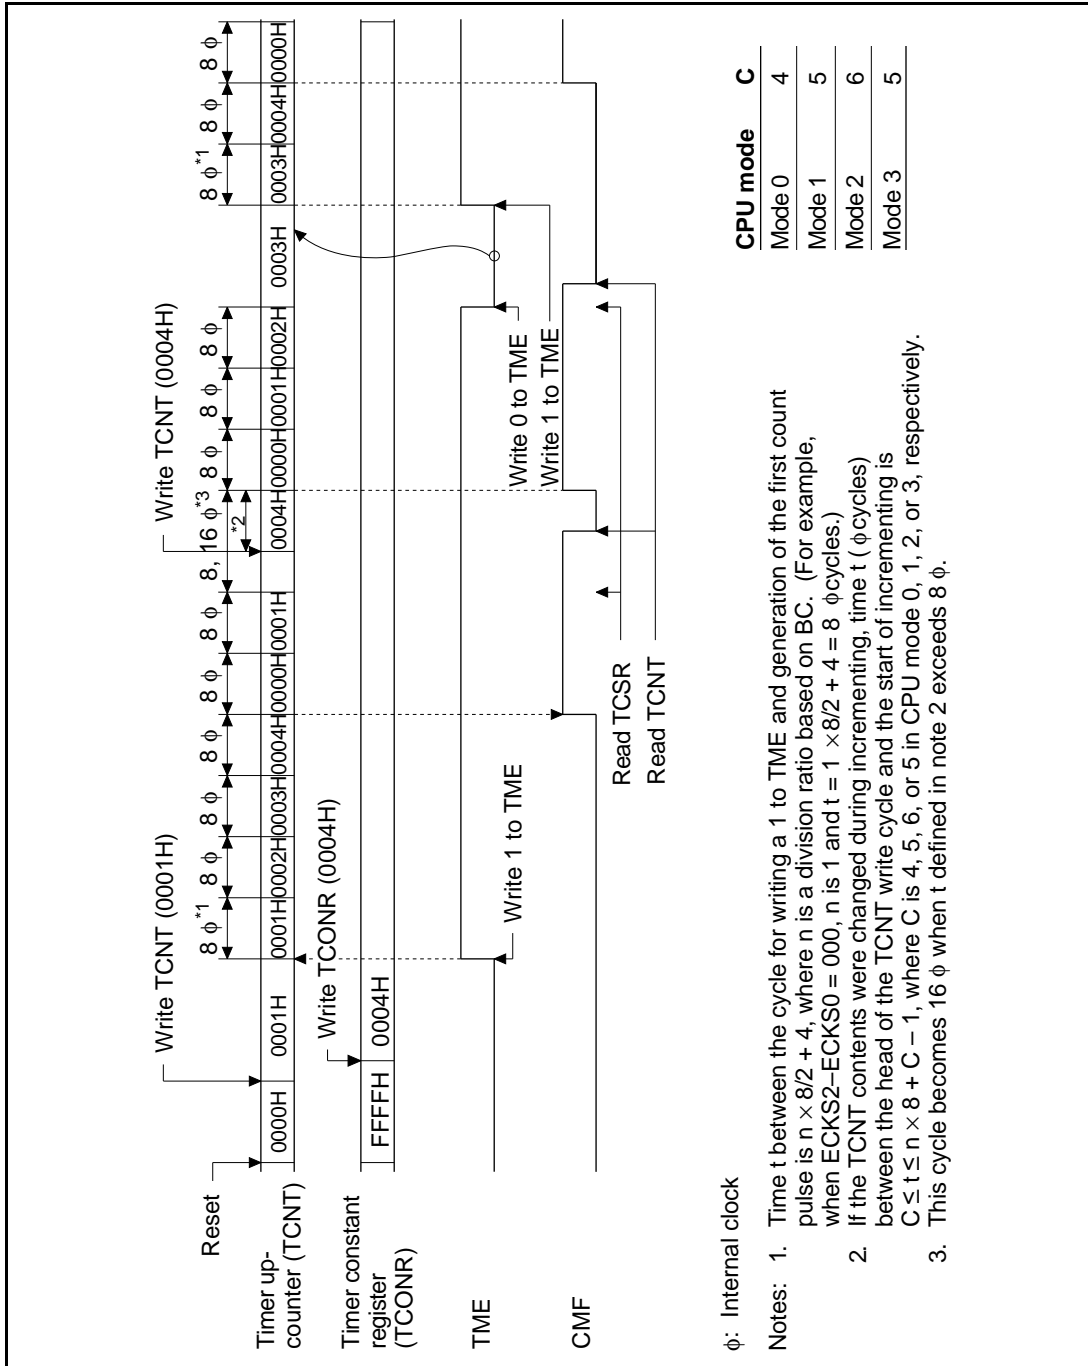 Reset
Write TCNT (0001H)
Write TCNT (0004H)
8 φ*1
8 φ
8 φ
8 φ
8 φ
8 φ
8, 16 φ*3
*2
8 φ
8 φ
8 φ
8 φ*1
8 φ
8 φ
Timer up-
counter (TCNT)
0000H
0001H
0001H
0002H
0003H
0004H
0000H
0001H
0004H
0000H
0001H
0002H
0003H
0003H
0004H
0000H
Write TCONR (0004H)
Timer constant
register
(TCONR)
FFFFH
0004H
TME
Write 1 to TME
Write 0 to TME
Write 1 to TME
CMF
Read TCSR
Read TCNT
φ: Internal clock
CPU mode C
Mode 0 4
Mode 1 5
Mode 2 6
Mode 3 5
Notes: 1. Time t between the cycle for writing a 1 to TME and generation of the first count
pulse is n × 8/2 + 4, where n is a division ratio based on BC. (For example,
when ECKS2–ECKS0 = 000, n is 1 and t = 1 ×8/2 + 4 = 8 φcycles.)
2. If the TCNT contents were changed during incrementing, time t (φcycles)
between the head of the TCNT write cycle and the start of incrementing is
C ≤ t ≤ n × 8 + C – 1, where C is 4, 5, 6, or 5 in CPU mode 0, 1, 2, or 3, respectively.
3. This cycle becomes 16 φ when t defined in note 2 exceeds 8 φ.